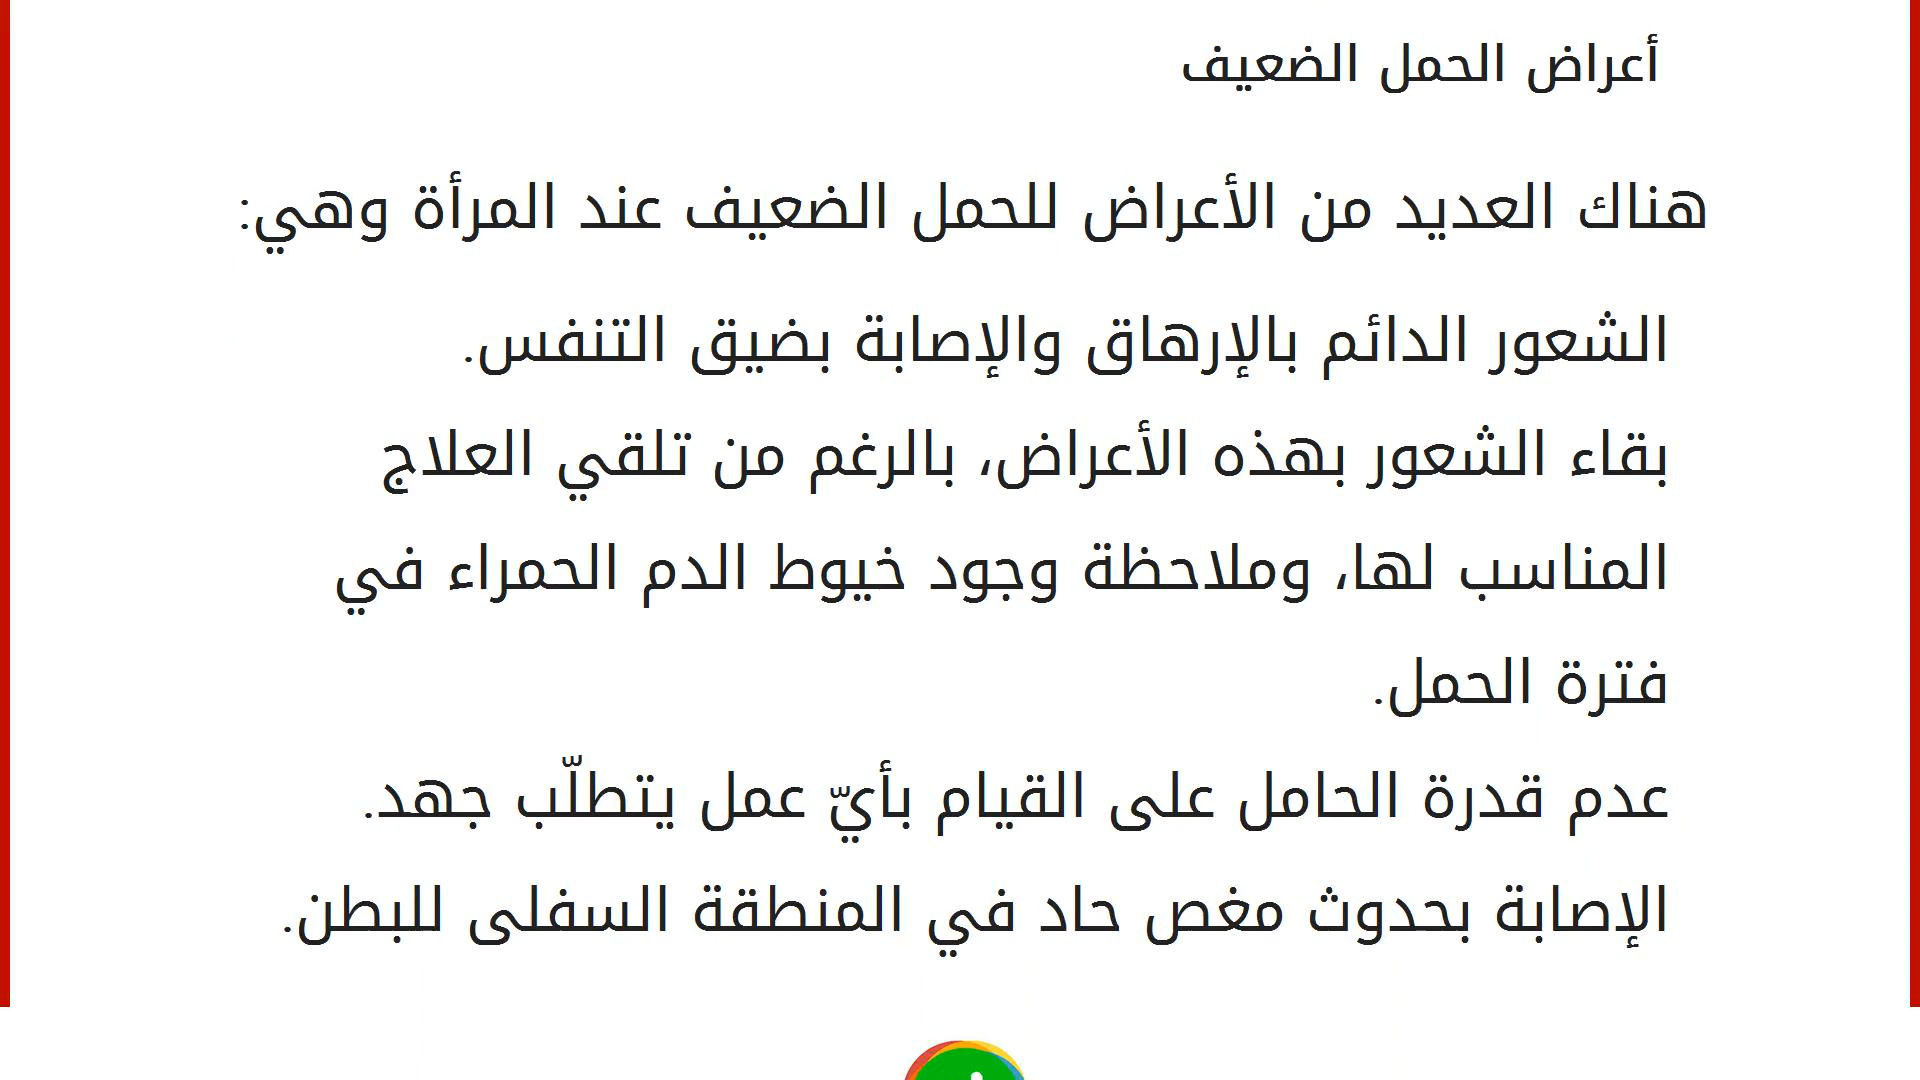 أعراض الحمل الضعيف
هناك العديد من الأعراض للحمل الضعيف عند المرأة وهي:
الشعور الدائم بالإرهاق والإصابة بضيق التنفس.
بقاء الشعور بهذه الأعراض، بالرغم من تلقي العلاج
المناسب لها، وملاحظة وجود خيوط الدم الحمراء في
فترة الحمل.
عدم قدرة الحامل على القيام بأيّ عمل يتطلّب جهد.
الإصابة بحدوث مغص حاد في المنطقة السفلى للبطن.